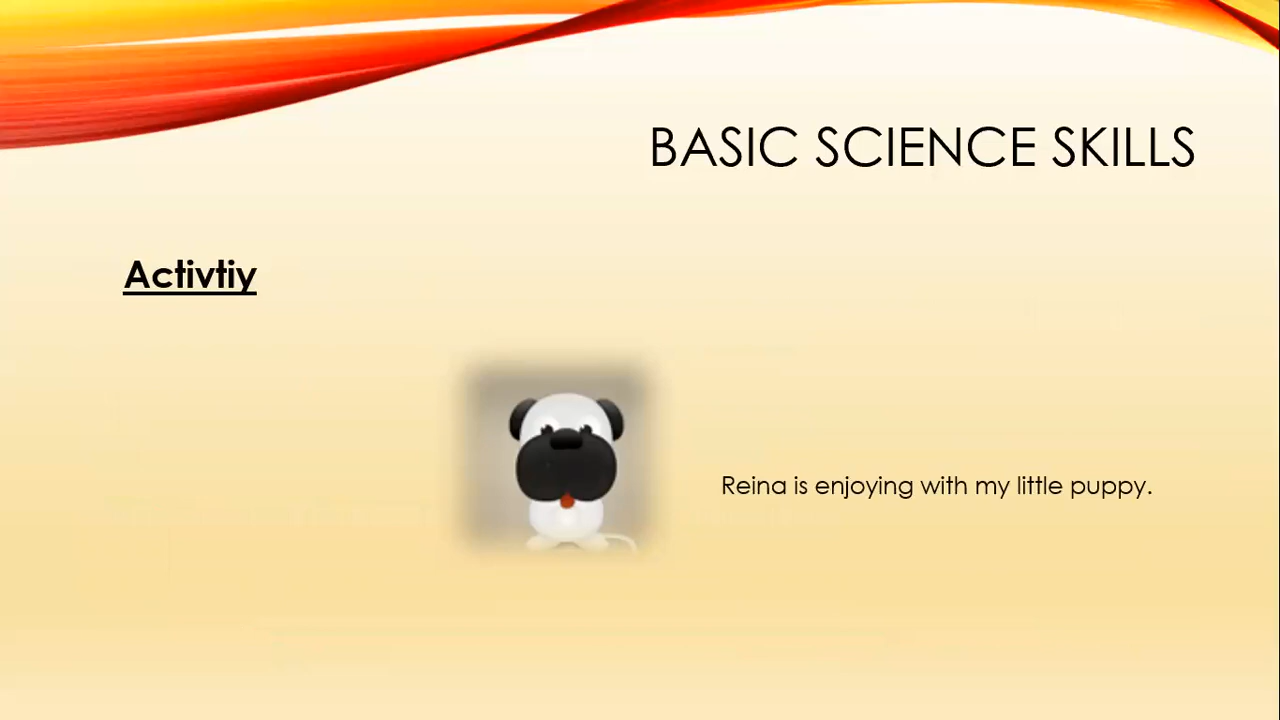 BASIC SCIENCE SKILLS
Activtiy
Reina is enjoying with my little puppy.